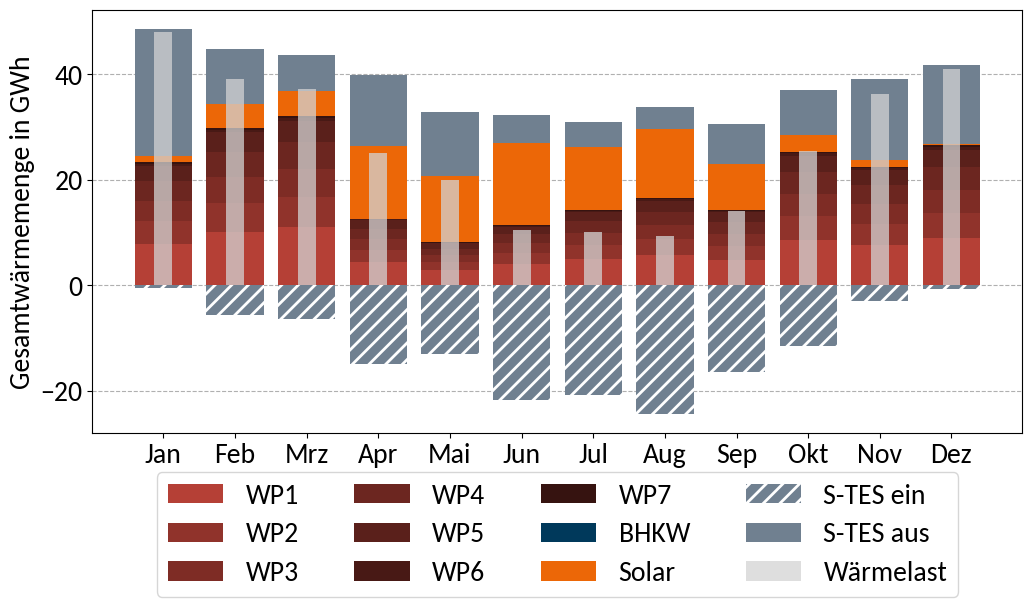 Gesamtwärmemenge in GWh
40
20
0
−20
Jan Feb Mrz Apr Mai Jun Jul Aug Sep Okt Nov Dez
WP1 WP4 WP7 S-TES ein
WP2 WP5 BHKW S-TES aus
WP3 WP6 Solar Wärmelast